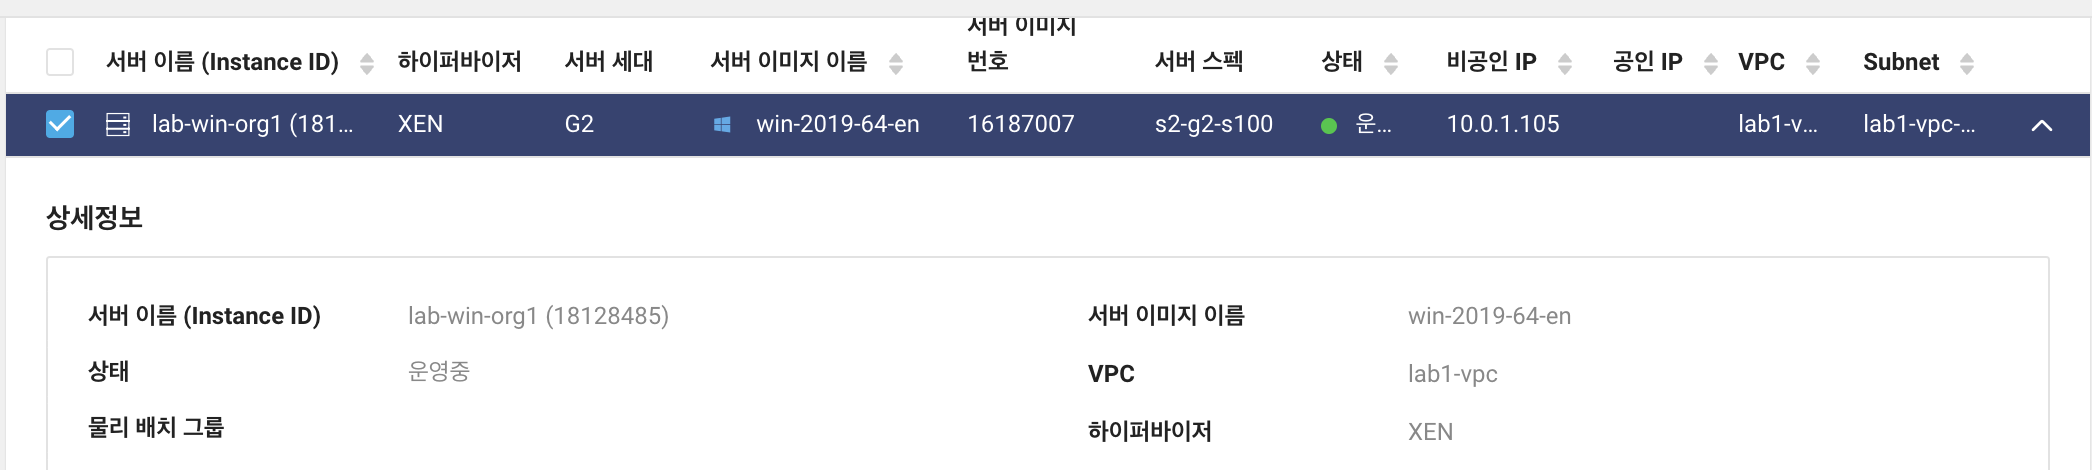 서버 이름 (Instance ID) 하이퍼바이저 서버 세대 서버 이미지 이름 서버 이미지 번호 서버 스펙 상태 비공인 IP 공인 IP VPC Subnet
lab-win-org1 (181... XEN G2 win-2019-64-en 16187007 s2-g2-s100 운... 10.0.1.105 lab1-v... lab1-vpc-...
상세정보
서버 이름 (Instance ID) lab-win-org1 (18128485) 서버 이미지 이름 win-2019-64-en
상태 운영중 VPC lab1-vpc
물리 배치 그룹 하이퍼바이저 XEN